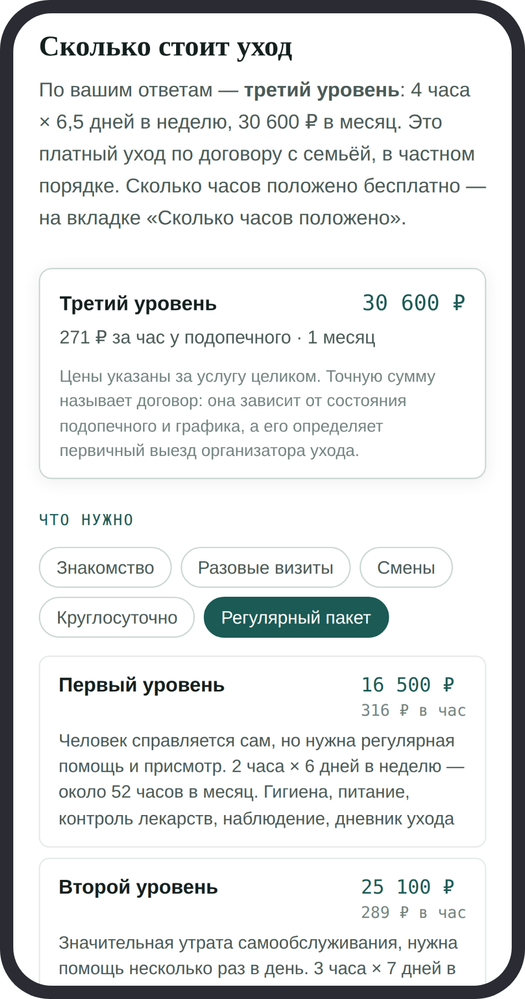 Сколько стоит уход
По вашим ответам — третий уровень: 4 часа
× 6,5 дней в неделю, 30 600 ₽ в месяц. Это
платный уход по договору с семьёй, в частном
порядке. Сколько часов положено бесплатно —
на вкладке «Сколько часов положено».
Третий уровень 30 600 ₽
271 ₽ за час у подопечного · 1 месяц
Цены указаны за услугу целиком. Точную сумму
называет договор: она зависит от состояния
подопечного и графика, а его определяет
первичный выезд организатора ухода.
ЧТО НУЖНО
Знакомство Разовые визиты Смены
Круглосуточно Регулярный пакет
Первый уровень 16 500 ₽
316 ₽ в час
Человек справляется сам, но нужна регулярная
помощь и присмотр. 2 часа × 6 дней в неделю —
около 52 часов в месяц. Гигиена, питание,
контроль лекарств, наблюдение, дневник ухода
Второй уровень 25 100 ₽
289 ₽ в час
Значительная утрата самообслуживания, нужна
помощь несколько раз в день. 3 часа × 7 дней в